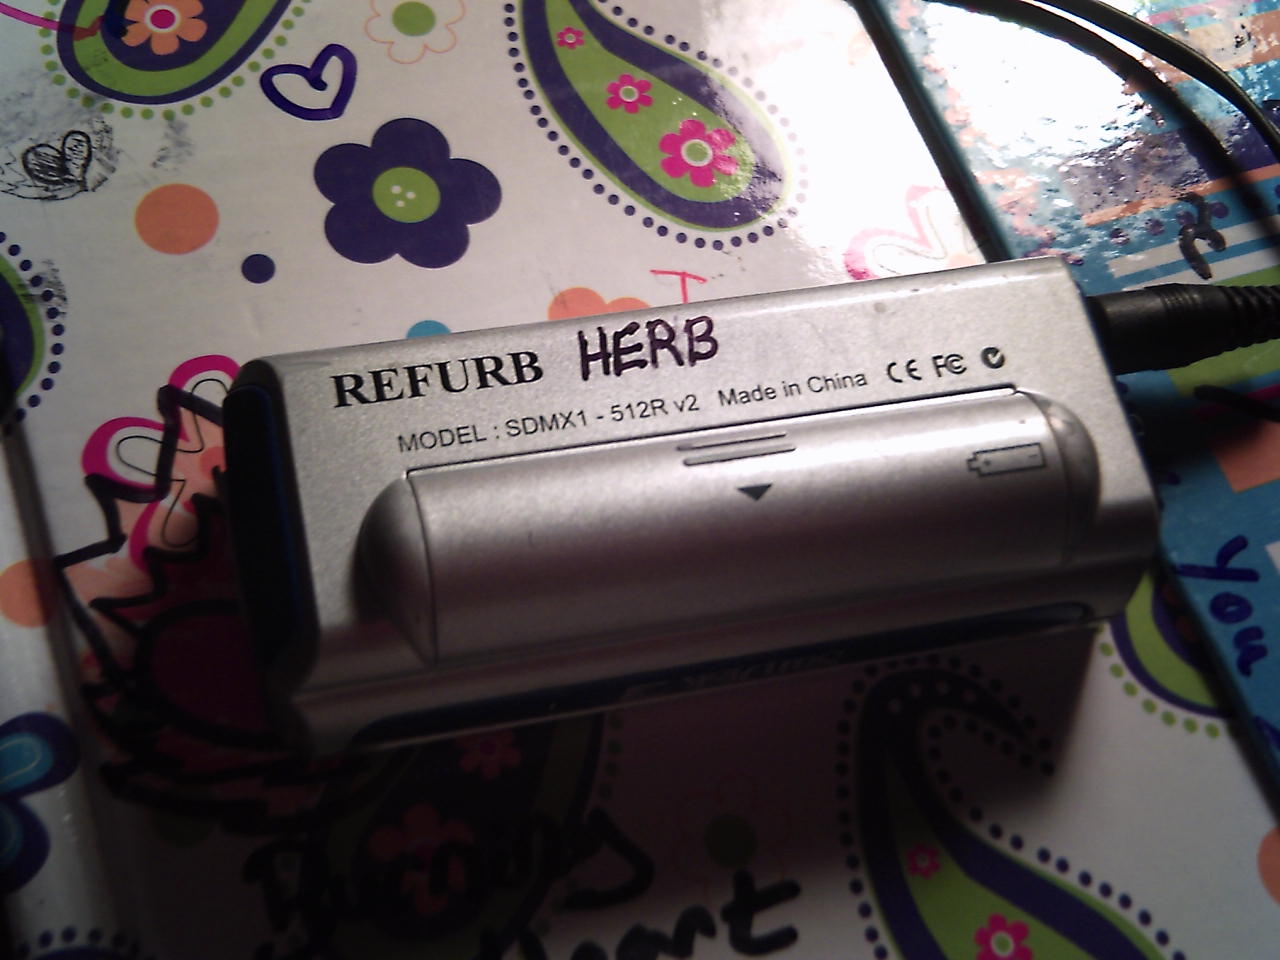 REFURB HERB
MODEL : SDMX1 - 512R v2 Made in China CE FC
You